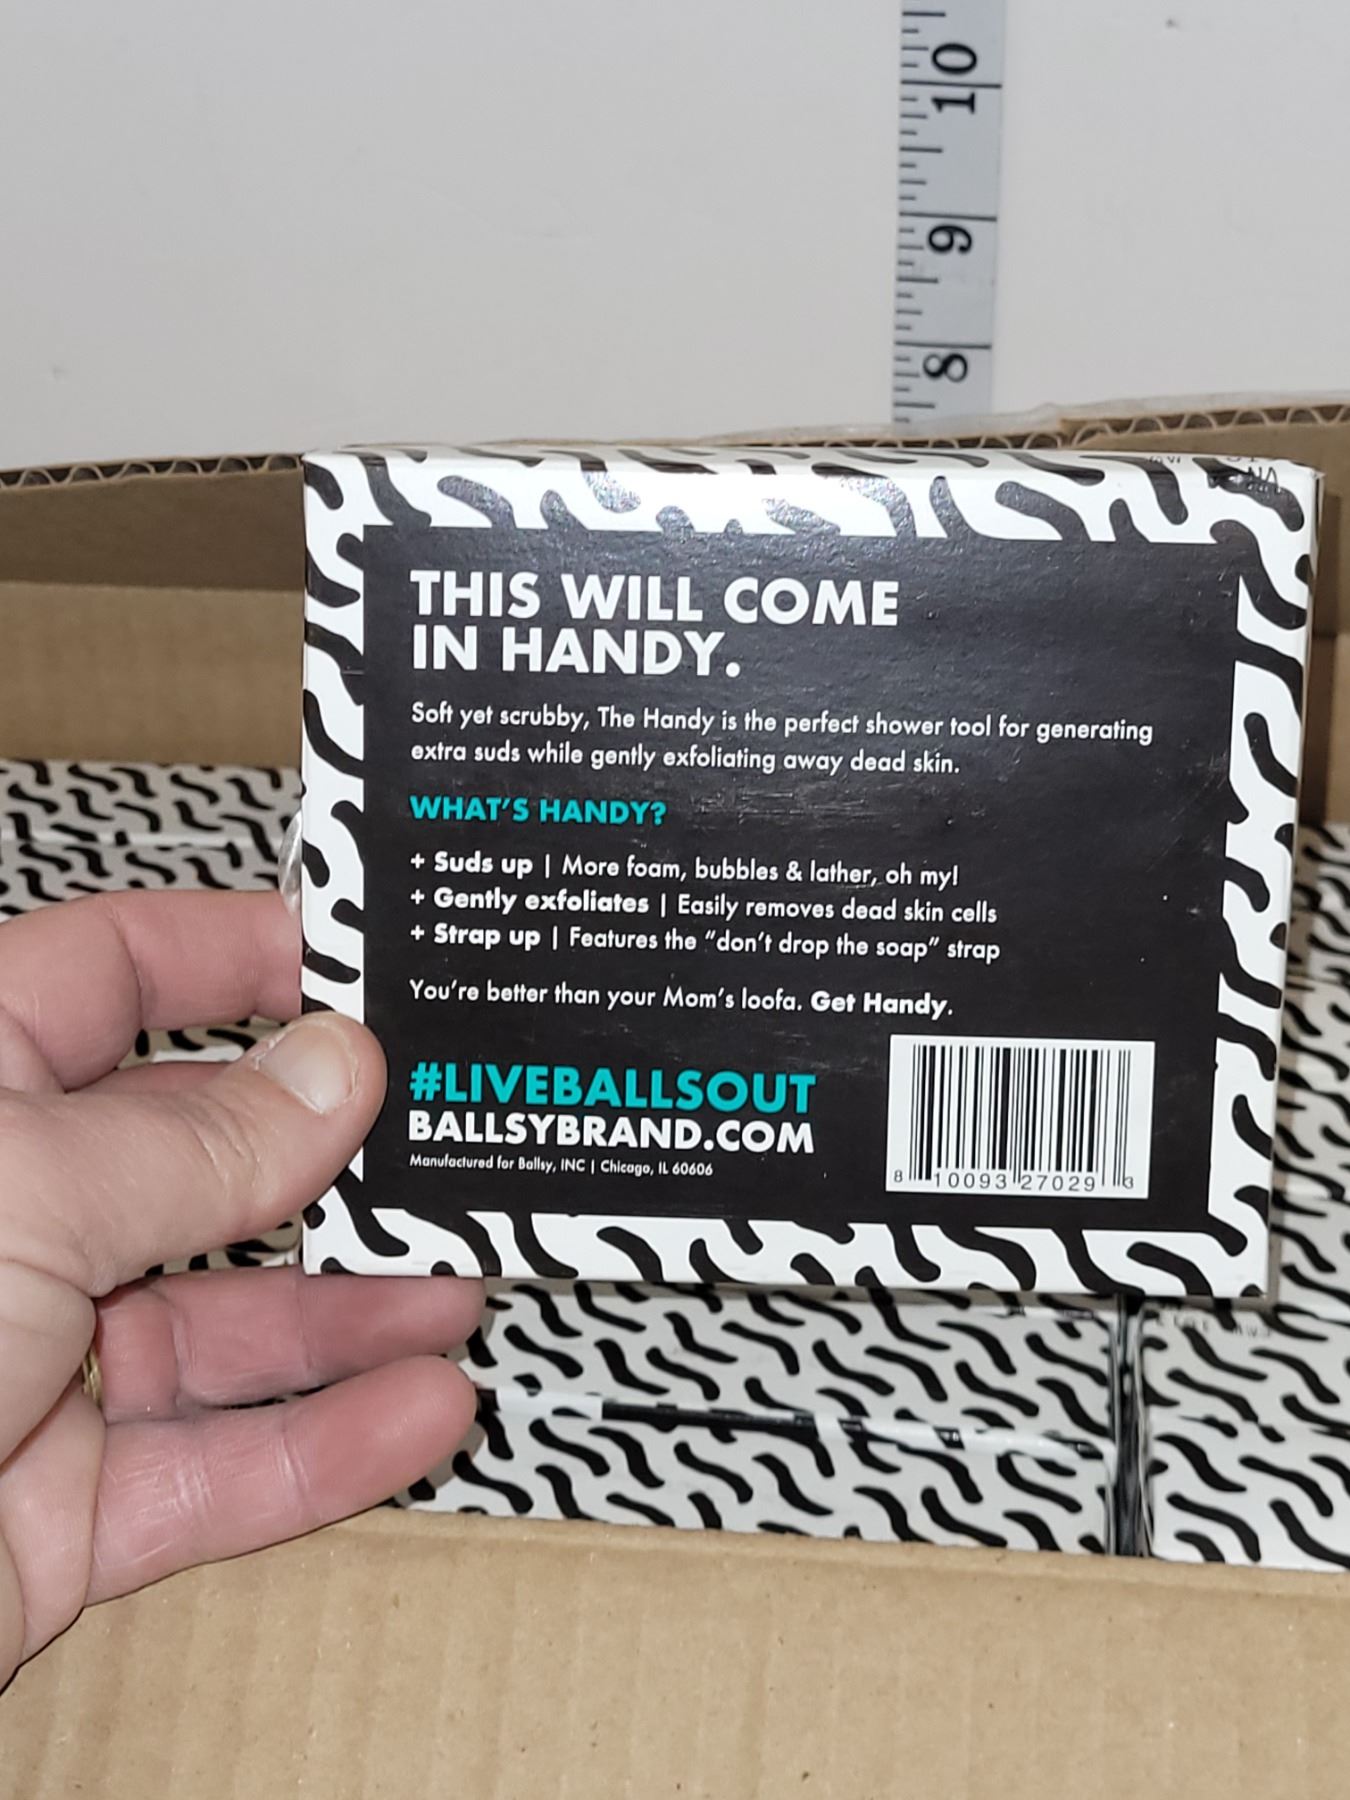 10
9
8
THIS WILL COME
IN HANDY.
Soft yet scrubby, The Handy is the perfect shower tool for generating
extra suds while gently exfoliating away dead skin.
WHAT'S HANDY?
+ Suds up | More foam, bubbles & lather, oh my!
+ Gently exfoliates | Easily removes dead skin cells
+ Strap up | Features the "don't drop the soap" strap
You're better than your Mom's loofa. Get Handy.
#LIVEBALLSOUT
BALLSYBRAND.COM
Manufactured for Ballsy, INC | Chicago, IL 60606
8 10093 27029 3